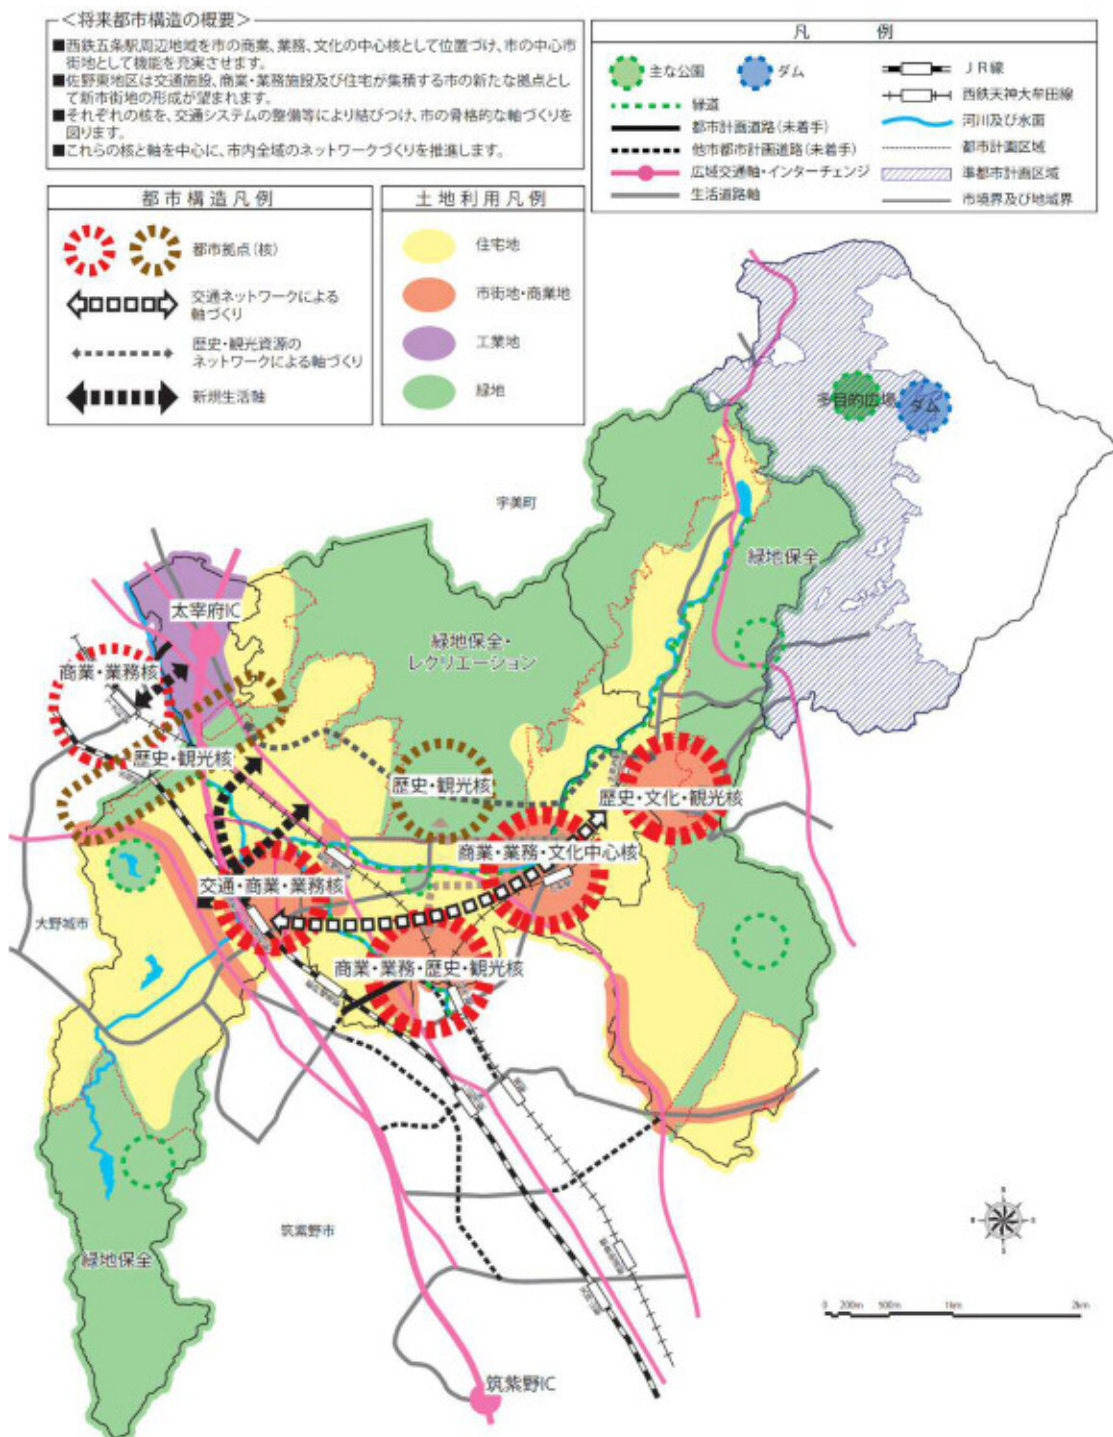 <将来都市構造の概要>
■西鉄五条駅周辺地域を市の商業、業務、文化の中心核として位置づけ、市の中心市
街地として機能を充実させます。
■佐野東地区は交通施設、商業・業務施設及び住宅が集積する市の新たな拠点とし
て新市街地の形成が望まれます。
■それぞれの核を、交通システムの整備等により結びつけ、市の骨格的な軸づくりを
図ります。
■これらの核と軸を中心に、市内全域のネットワークづくりを推進します。
凡 例
主な公園
ダム
緑道
都市計画道路(未着手)
他市都市計画道路(未着手)
広域交通軸・インターチェンジ
生活道路軸
JR線
西鉄天神大牟田線
河川及び水面
都市計画区域
準都市計画区域
市境界及び地域界
都市構造凡例
都市拠点(核)
交通ネットワークによる
軸づくり
歴史・観光資源の
ネットワークによる軸づくり
新規生活軸
土地利用凡例
住宅地
市街地・商業地
工業地
緑地
多目的広場
ダム
宇美町
緑地保全
太宰府IC
緑地保全・
レクリエーション
商業・業務核
歴史・観光核
歴史・観光核
歴史・文化・観光核
商業・業務・文化中心核
交通・商業・業務核
大野城市
商業・業務・歴史・観光核
筑紫野市
緑地保全
筑紫野IC
N
W
E
S
0 200m 500m 1km 2km